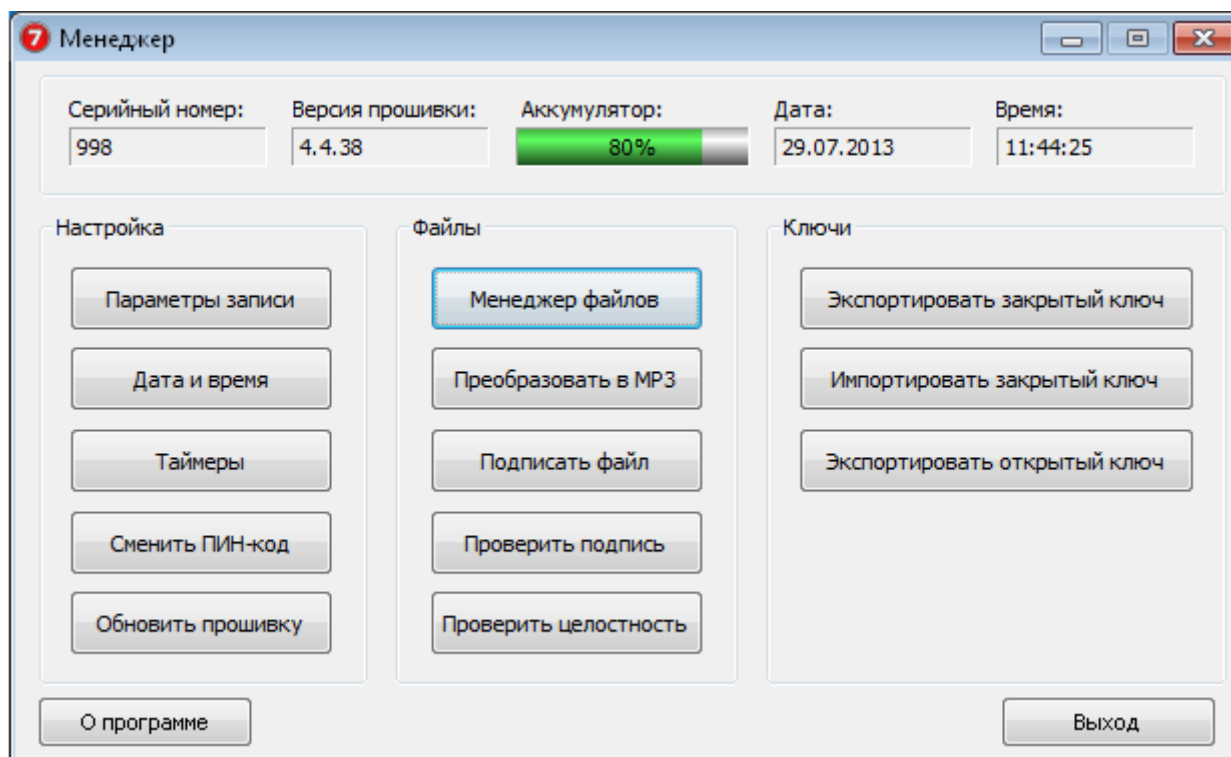 7 Менеджер
Серийный номер: Версия прошивки: Аккумулятор: Дата: Время:
998 4.4.38 80% 29.07.2013 11:44:25
Настройка Файлы Ключи
Параметры записи Менеджер файлов Экспортировать закрытый ключ
Дата и время Преобразовать в MP3 Импортировать закрытый ключ
Таймеры Подписать файл Экспортировать открытый ключ
Сменить ПИН-код Проверить подпись
Обновить прошивку Проверить целостность
О программе Выход